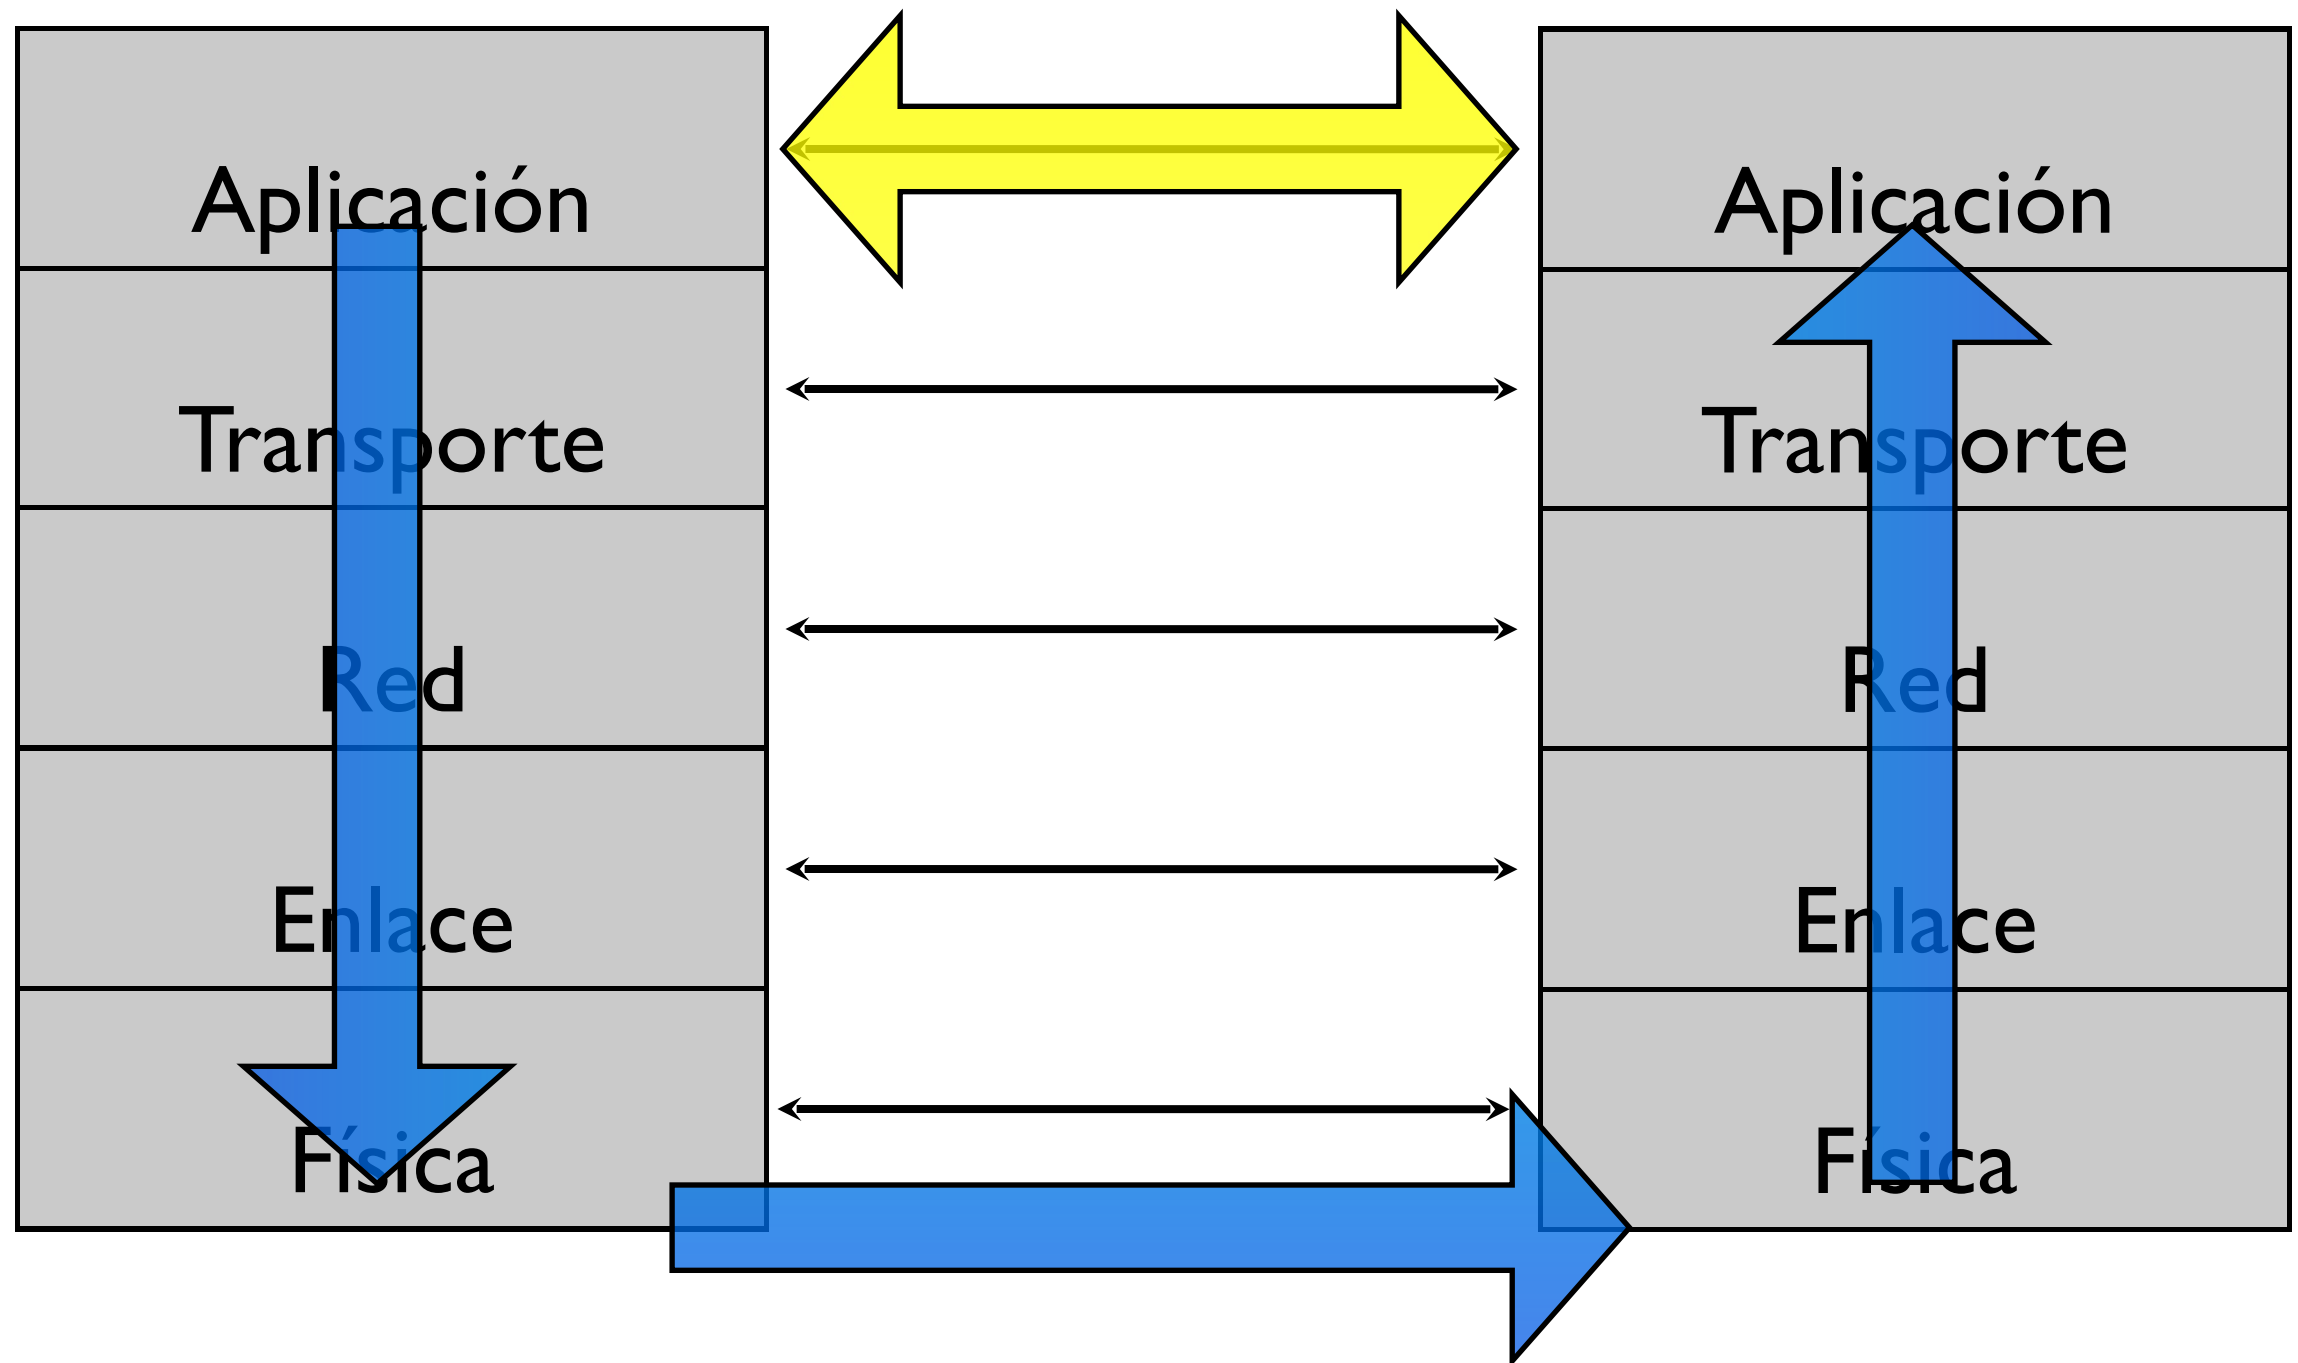 Aplicación
Transporte
Red
Enlace
Física
Aplicación
Transporte
Red
Enlace
Física